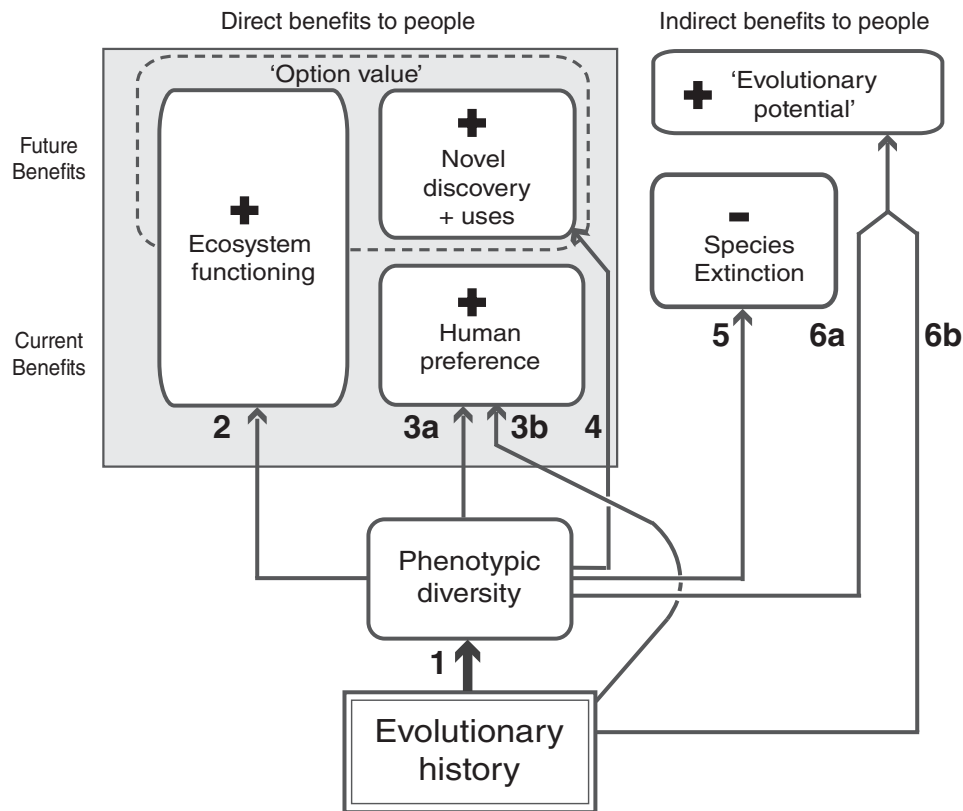 Direct benefits to people
Indirect benefits to people
'Option value'
Future
Benefits
Current
Benefits
+
Ecosystem
functioning
+
Novel
discovery
+ uses
+
Human
preference
+ 'Evolutionary
potential'
-
Species
Extinction
2
3a
3b
4
5
6a
6b
Phenotypic
diversity
1
Evolutionary
history